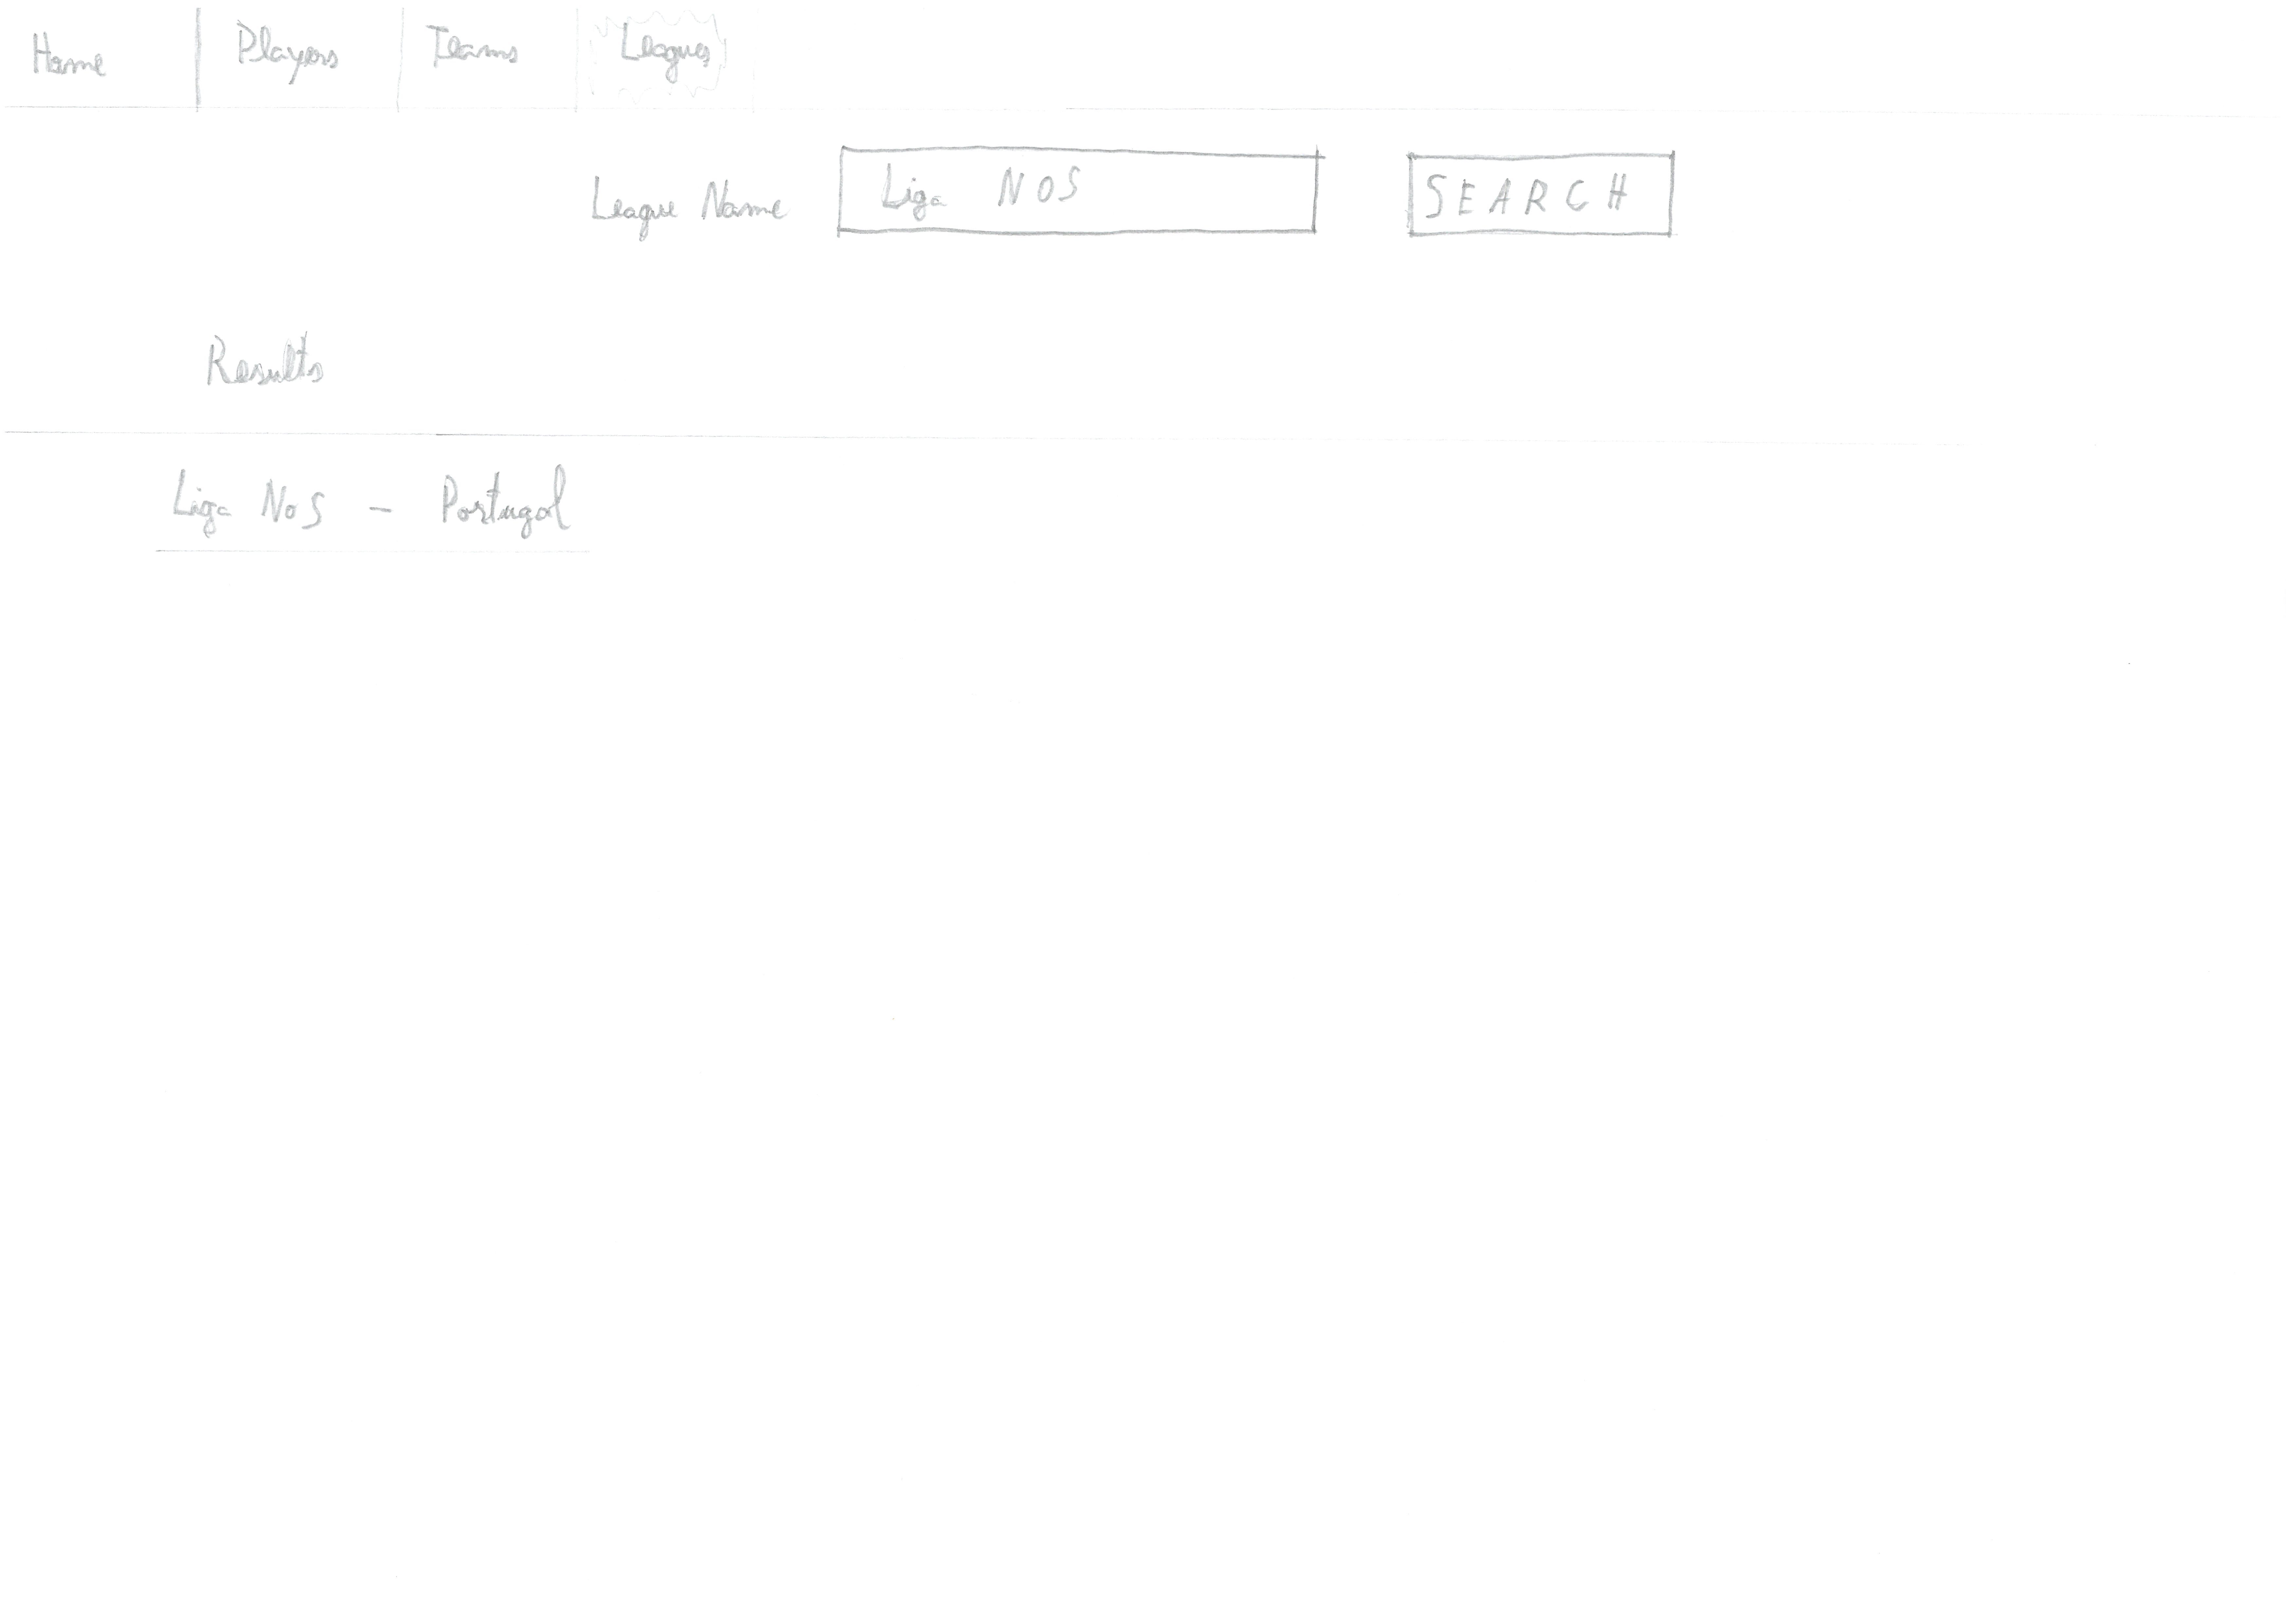 Home Players Teams Leagues
League Name Liga NOS SEARCH
Results
Liga NoS - Portugal